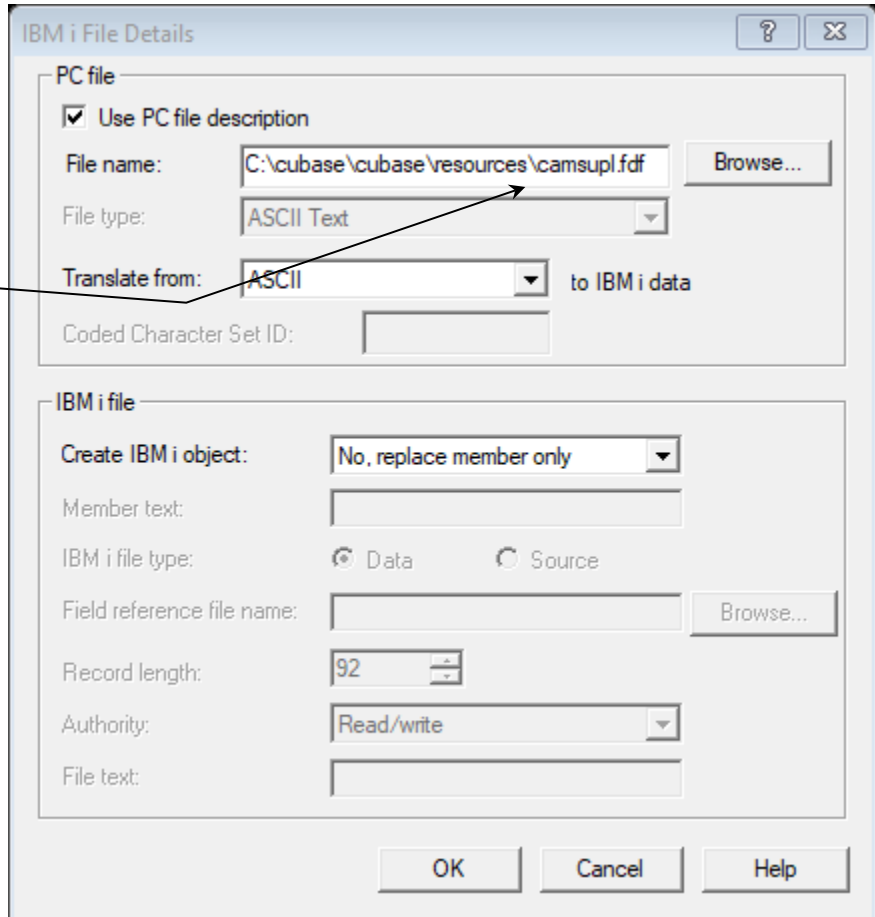 IBM i File Details
PC file
Use PC file description
File name: C:\cubase\cubase\resources\camsupl.fdf Browse...
File type: ASCII Text
Translate from: ASCII to IBM i data
Coded Character Set ID:
IBM i file
Create IBM i object: No, replace member only
Member text:
IBM i file type: Data Source
Field reference file name: Browse...
Record length: 92
Authority: Read/write
File text:
OK Cancel Help